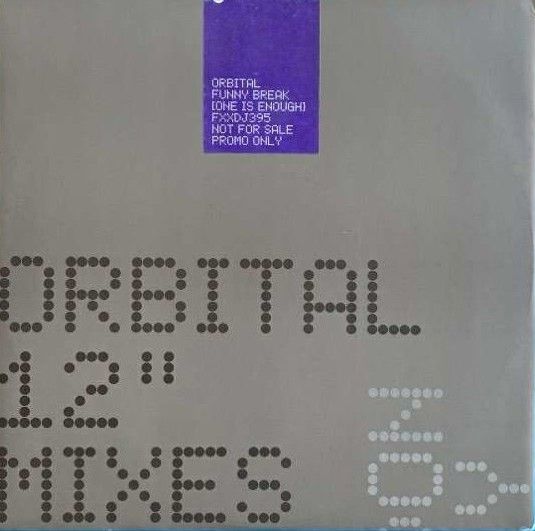 ORBITAL
FUNNY BREAK
[ONE IS ENOUGH]
FXXDJ395
NOT FOR SALE
PROMO ONLY
ORBITAL
12"
MIXES